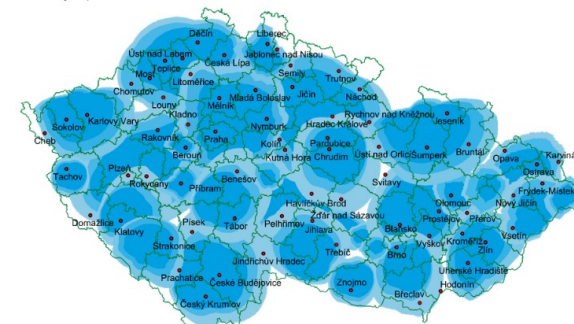 Děčín
Liberec
Ústí nad Labem
Jablonec nad Nisou
Teplice
Česká Lípa
Most
Semily
Litoměřice
Trutnov
Chomutov
Jičín
Louny
Mladá Boleslav
Náchod
Mělník
Karlovy Vary
Kladno
Rychnov nad Kněžnou
Sokolov
Hradec Králové
Jeseník
Nymburk
Cheb
Rakovník
Praha
Kolín
Pardubice
Beroun
Chrudim
Ústí nad Orlicí
Šumperk
Bruntál
Kutná Hora
Opava
Karviná
Plzeň
Ostrava
Tachov
Rokycany
Benešov
Svitavy
Příbram
Frýdek-Místek
Havlíčkův Brod
Olomouc
Nový Jičín
Žďár nad Sázavou
Domažlice
Prostějov
Přerov
Klatovy
Písek
Tábor
Pelhřimov
Jihlava
Blansko
Vsetín
Strakonice
Vyškov
Kroměříž
Třebíč
Brno
Zlín
Jindřichův Hradec
Prachatice
Uherské Hradiště
České Budějovice
Znojmo
Hodonín
Český Krumlov
Břeclav